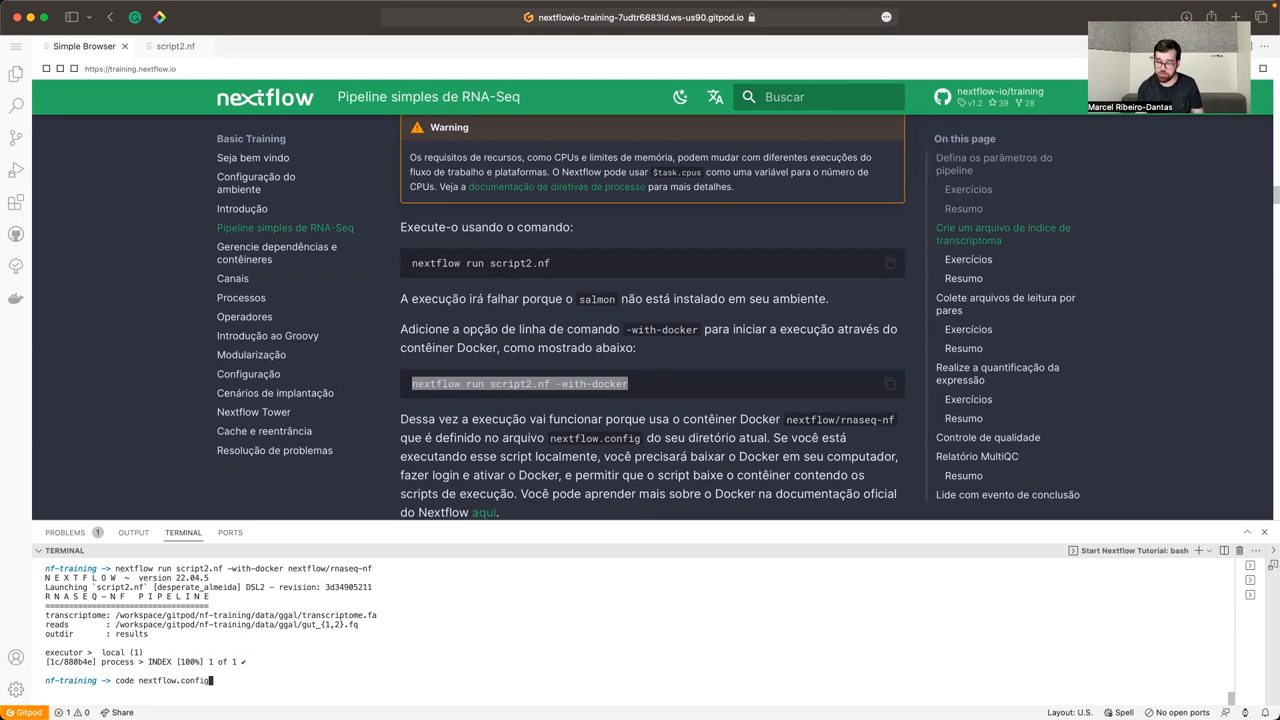 nextflowio-training-7udtr6683ld.ws-us90.gitpod.io
Simple Browser
script2.nf
https://training.nextflow.io
nextflow
Pipeline simples de RNA-Seq
Buscar
nextflow-io/training
v1.2 39 28
Marcel Ribeiro-Dantas
Basic Training
Seja bem vindo
Configuração do
ambiente
Introdução
Pipeline simples de RNA-Seq
Gerencie dependências e
contêineres
Canais
Processos
Operadores
Introdução ao Groovy
Modularização
Configuração
Cenários de implantação
Nextflow Tower
Cache e reentrância
Resolução de problemas
Warning
Os requisitos de recursos, como CPUs e limites de memória, podem mudar com diferentes execuções do
fluxo de trabalho e plataformas. O Nextflow pode usar $task.cpus como uma variável para o número de
CPUs. Veja a documentação de diretivas de processo para mais detalhes.
Execute-o usando o comando:
nextflow run script2.nf
A execução irá falhar porque o salmon não está instalado em seu ambiente.
Adicione a opção de linha de comando -with-docker para iniciar a execução através do
contêiner Docker, como mostrado abaixo:
nextflow run script2.nf -with-docker
Dessa vez a execução vai funcionar porque usa o contêiner Docker nextflow/rnaseq-nf
que é definido no arquivo nextflow.config do seu diretório atual. Se você está
executando esse script localmente, você precisará baixar o Docker em seu computador,
fazer login e ativar o Docker, e permitir que o script baixe o contêiner contendo os
scripts de execução. Você pode aprender mais sobre o Docker na documentação oficial
do Nextflow aqui.
On this page
Defina os parâmetros do
pipeline
Exercícios
Resumo
Crie um arquivo de índice de
transcriptoma
Exercícios
Resumo
Colete arquivos de leitura por
pares
Exercícios
Resumo
Realize a quantificação da
expressão
Exercícios
Resumo
Controle de qualidade
Relatório MultiQC
Resumo
Lide com evento de conclusão
PROBLEMS 1 OUTPUT TERMINAL PORTS
TERMINAL
Start Nextflow Tutorial: bash
nf-training -> nextflow run script2.nf -with-docker nextflow/rnaseq-nf
N E X T F L O W ~ version 22.04.5
Launching `script2.nf` [desperate_almeida] DSL2 - revision: 3d34905211
R N A S E Q - N F P I P E L I N E
===================================
transcriptome: /workspace/gitpod/nf-training/data/ggal/transcriptome.fa
reads : /workspace/gitpod/nf-training/data/ggal/gut_{1,2}.fq
outdir : results
executor > local (1)
[1c/880b4e] process > INDEX [100%] 1 of 1 ✔
nf-training -> code nextflow.config
Gitpod 1 0 Share
Layout: U.S. Spell No open ports